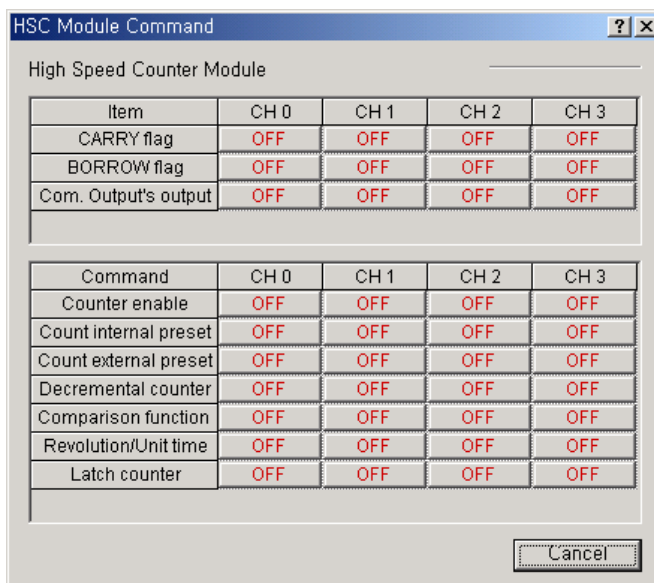 HSC Module Command
High Speed Counter Module
Item CH 0 CH 1 CH 2 CH 3
CARRY flag OFF OFF OFF OFF
BORROW flag OFF OFF OFF OFF
Com. Output's output OFF OFF OFF OFF
Command CH 0 CH 1 CH 2 CH 3
Counter enable OFF OFF OFF OFF
Count internal preset OFF OFF OFF OFF
Count external preset OFF OFF OFF OFF
Decremental counter OFF OFF OFF OFF
Comparison function OFF OFF OFF OFF
Revolution/Unit time OFF OFF OFF OFF
Latch counter OFF OFF OFF OFF
Cancel